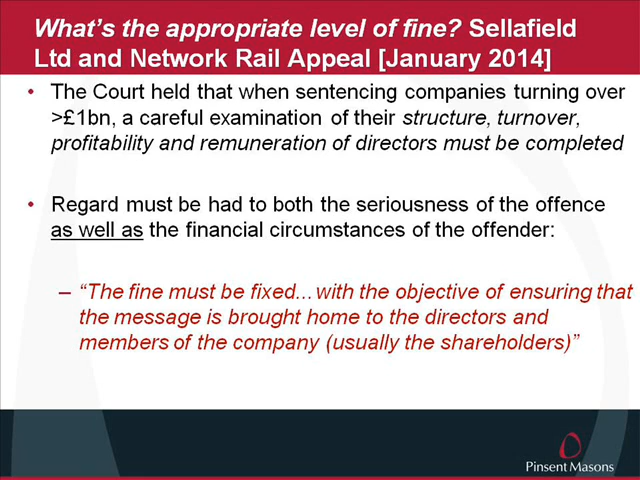 What's the appropriate level of fine? Sellafield
Ltd and Network Rail Appeal [January 2014]
• The Court held that when sentencing companies turning over
>£1bn, a careful examination of their structure, turnover,
profitability and remuneration of directors must be completed
• Regard must be had to both the seriousness of the offence
as well as the financial circumstances of the offender:
– “The fine must be fixed... with the objective of ensuring that
the message is brought home to the directors and
members of the company (usually the shareholders)”
Pinsent Masons